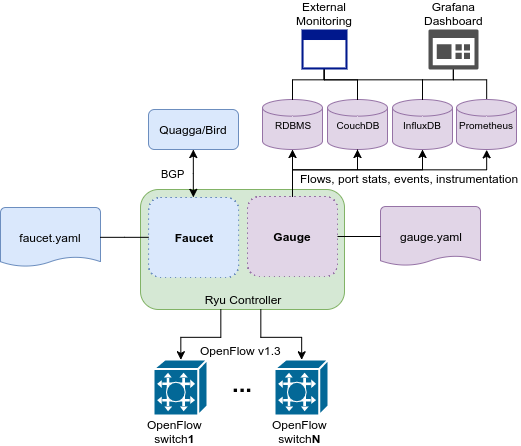 External
Monitoring
Grafana
Dashboard
RDBMS
CouchDB
InfluxDB
Prometheus
Quagga/Bird
BGP
Flows, port stats, events, instrumentation
faucet.yaml
Faucet
Gauge
gauge.yaml
Ryu Controller
OpenFlow v1.3
...
OpenFlow
switch1
OpenFlow
switchN